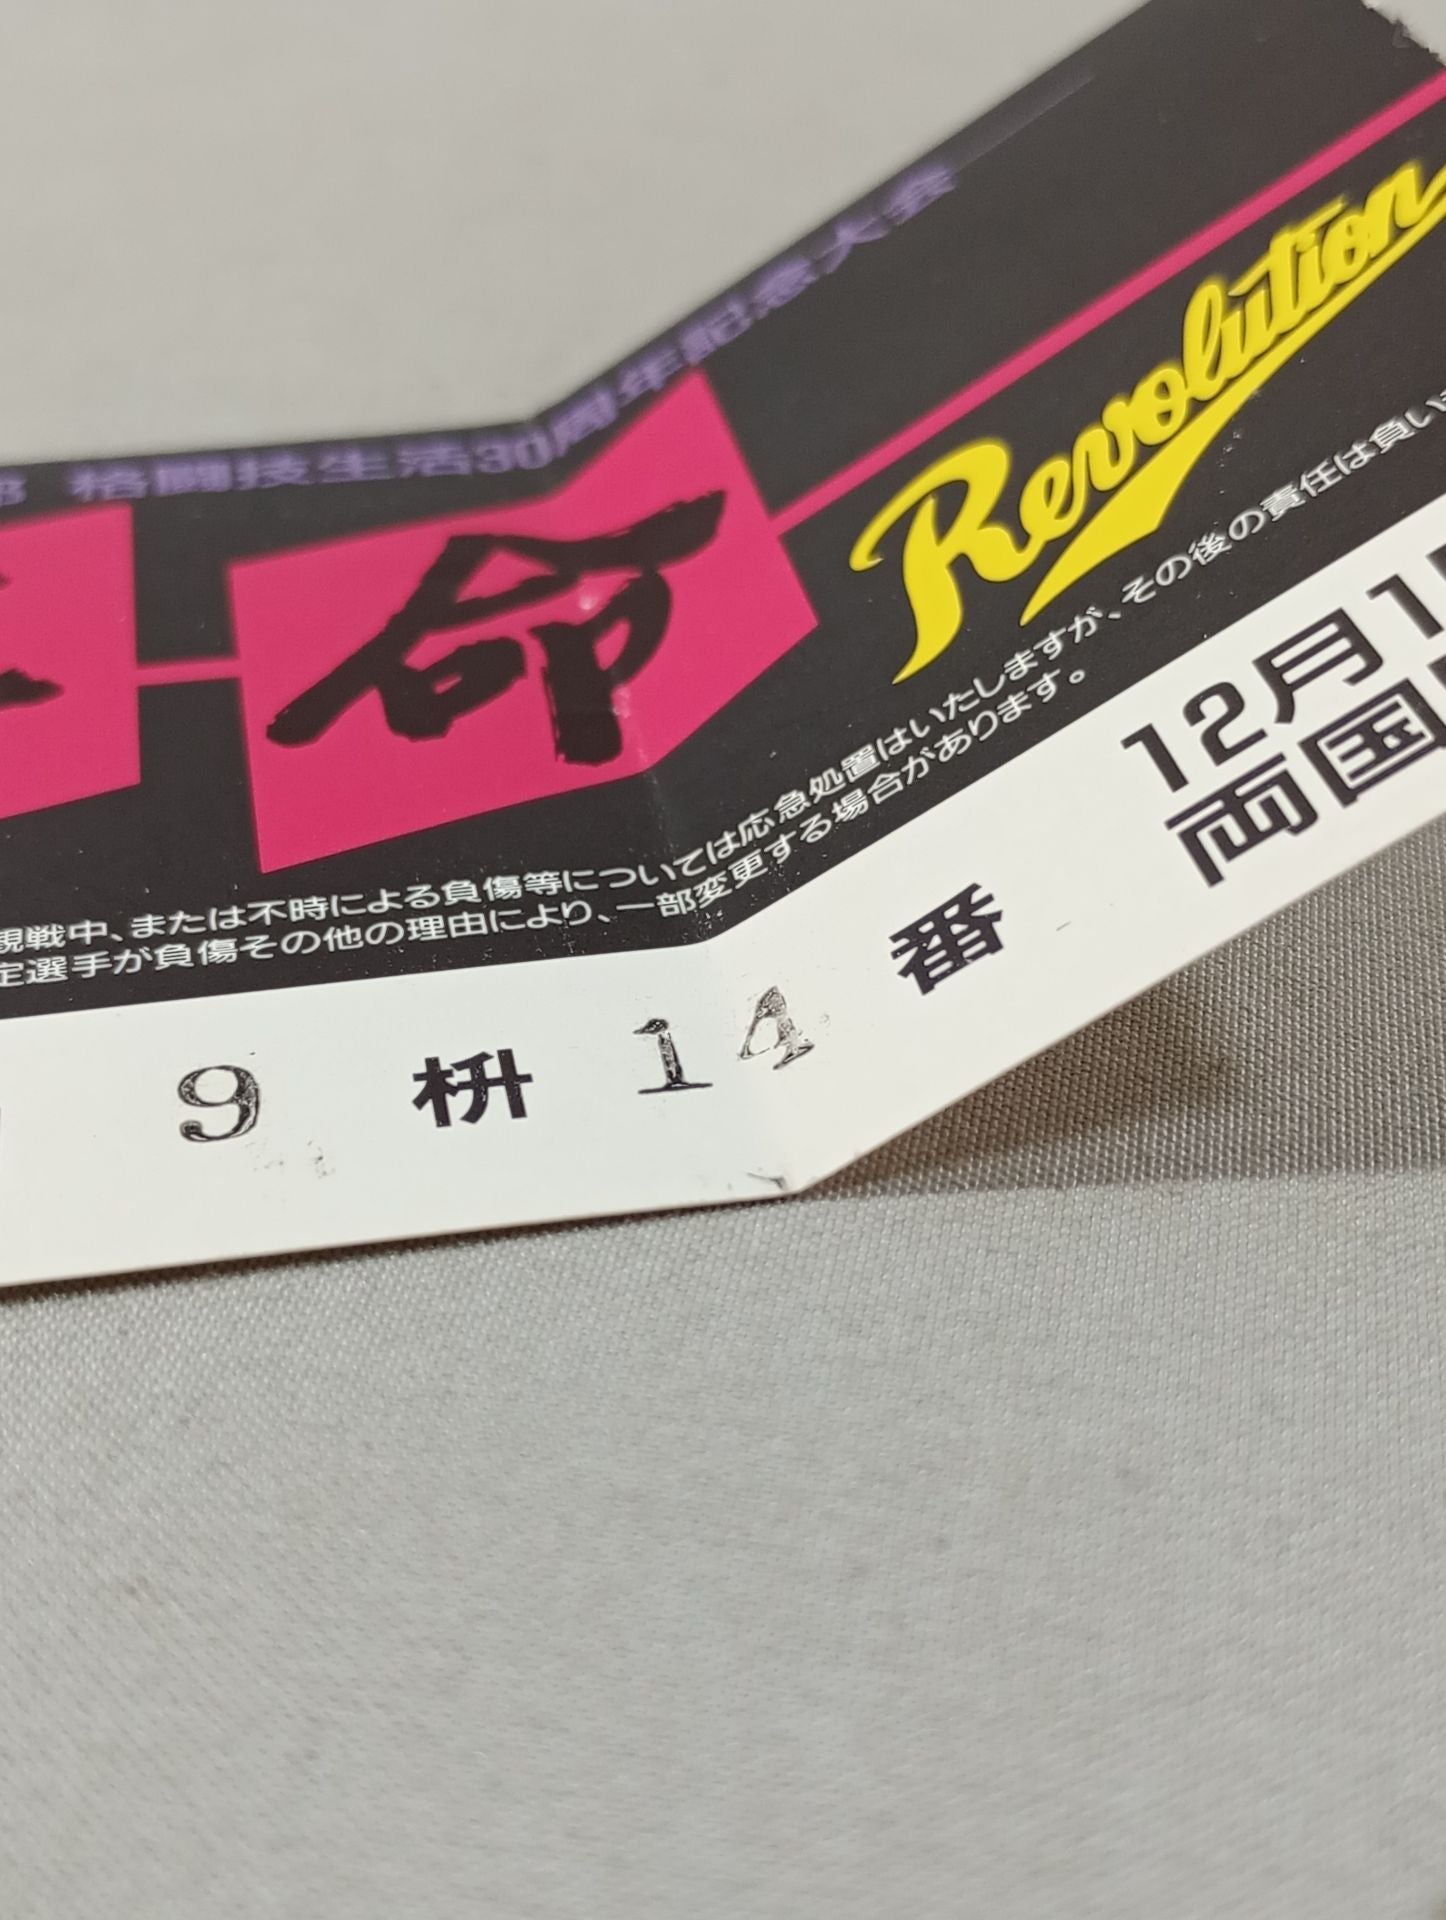 格闘技生活30周年記念大会
命
Revolution
観戦中、または不時による負傷等については応急処置はいたしますが、その後の責任は負い
定選手が負傷その他の理由により、一部変更する場合があります。
12月1
両国
9 枡 14 番